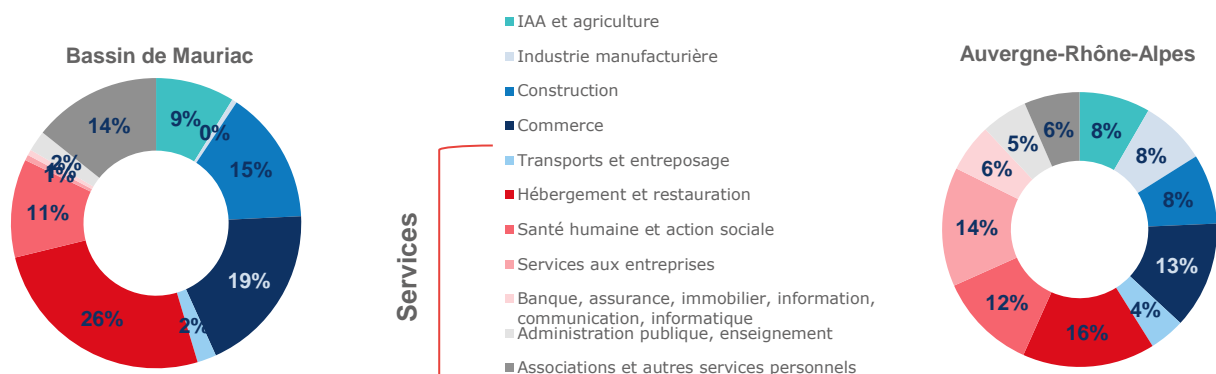 Bassin de Mauriac
9%
0%
15%
19%
2%
26%
11%
1%
1%
2%
14%
Services
IAA et agriculture
Industrie manufacturière
Construction
Commerce
Transports et entreposage
Hébergement et restauration
Santé humaine et action sociale
Services aux entreprises
Banque, assurance, immobilier, information,
communication, informatique
Administration publique, enseignement
Associations et autres services personnels
Auvergne-Rhône-Alpes
8%
8%
8%
13%
4%
16%
12%
14%
6%
5%
6%